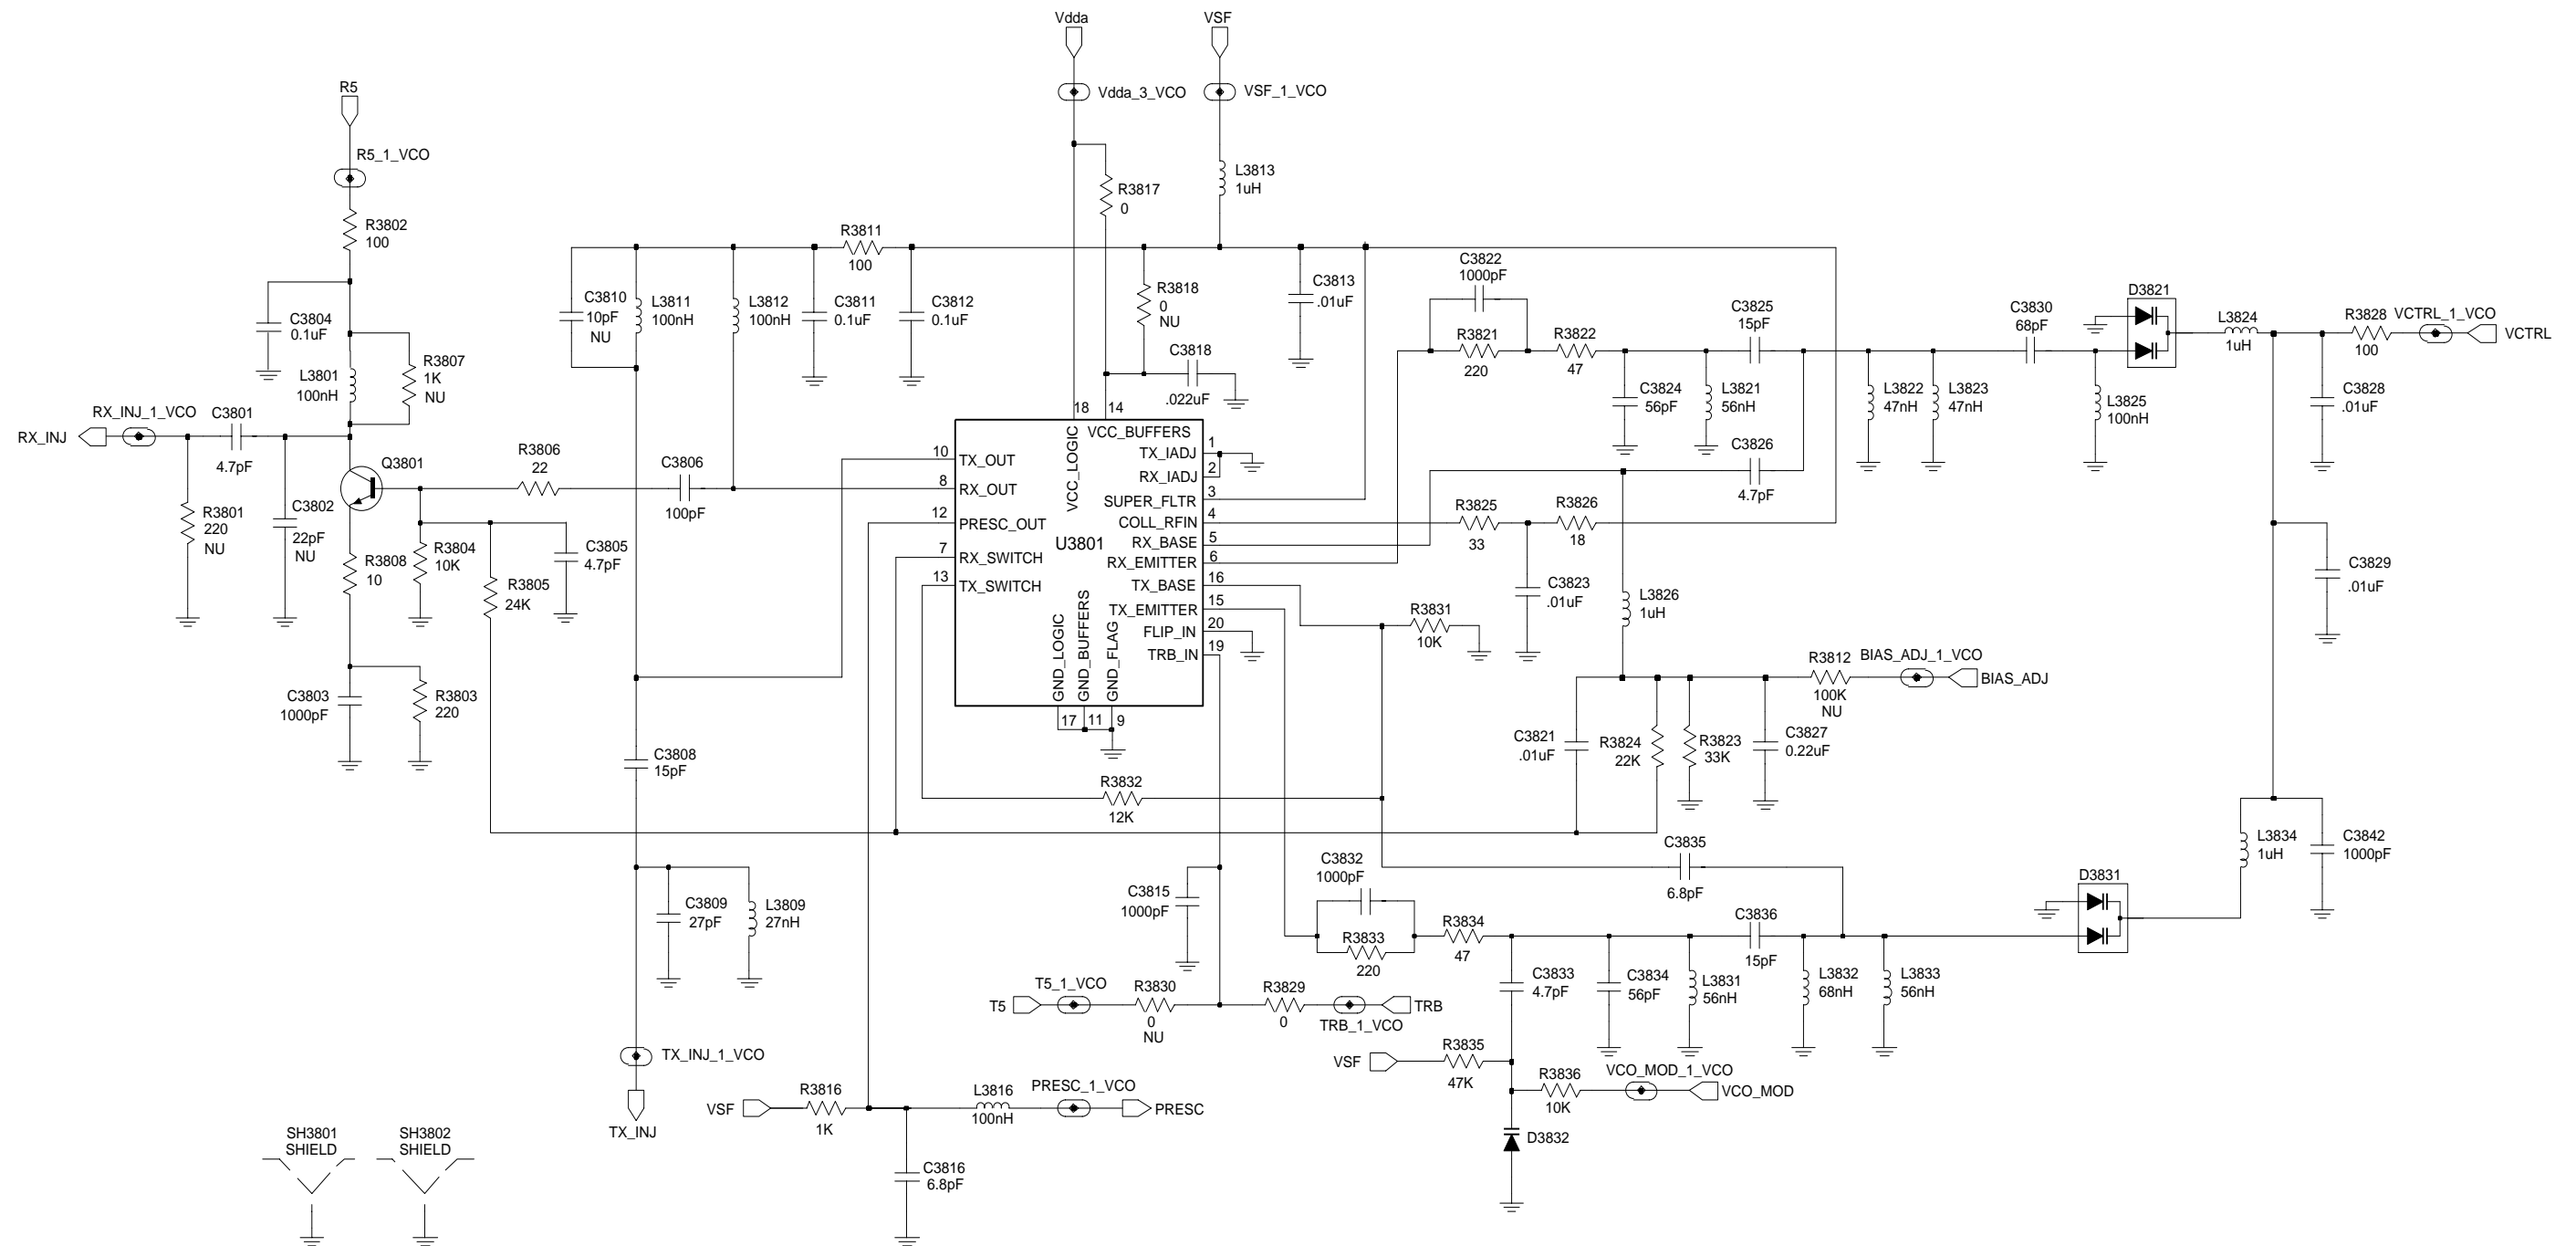 Vdda
VSF
Vdda_3_VCO
VSF_1_VCO
R5
R5_1_VCO
R3802
100
C3804
0.1uF
L3801
100nH
R3807
1K
NU
RX_INJ_1_VCO
RX_INJ
C3801
4.7pF
Q3801
R3801
220
NU
C3802
22pF
NU
R3808
10
R3804
10K
R3805
24K
C3805
4.7pF
C3803
1000pF
R3803
220
R3806
22
C3806
100pF
C3810
10pF
NU
L3811
100nH
L3812
100nH
C3811
0.1uF
R3811
100
C3812
0.1uF
R3817
0
L3813
1uH
R3818
0
NU
C3818
.022uF
C3813
.01uF
18
14
VCC_LOGIC
VCC_BUFFERS
10
TX_OUT
8
RX_OUT
12
PRESC_OUT
7
RX_SWITCH
13
TX_SWITCH
U3801
TX_IADJ
1
RX_IADJ
2
SUPER_FLTR
3
COLL_RFIN
4
RX_BASE
5
RX_EMITTER
6
TX_BASE
16
TX_EMITTER
15
FLIP_IN
20
TRB_IN
19
GND_LOGIC
GND_BUFFERS
GND_FLAG
17
11
9
C3822
1000pF
R3821
220
R3822
47
C3824
56pF
L3821
56nH
C3825
15pF
C3826
4.7pF
L3822
47nH
L3823
47nH
C3830
68pF
L3825
100nH
D3821
L3824
1uH
R3828
100
VCTRL_1_VCO
VCTRL
C3828
.01uF
C3829
.01uF
R3825
33
R3826
18
C3823
.01uF
L3826
1uH
R3831
10K
R3812
100K
NU
BIAS_ADJ_1_VCO
BIAS_ADJ
C3821
.01uF
R3824
22K
R3823
33K
C3827
0.22uF
C3808
15pF
R3832
12K
C3809
27pF
L3809
27nH
C3815
1000pF
C3832
1000pF
R3833
220
R3834
47
C3835
6.8pF
C3836
15pF
C3833
4.7pF
C3834
56pF
L3831
56nH
L3832
68nH
L3833
56nH
D3831
L3834
1uH
C3842
1000pF
T5
T5_1_VCO
R3830
0
NU
R3829
0
TRB_1_VCO
TRB
VSF
R3835
47K
R3836
10K
VCO_MOD_1_VCO
VCO_MOD
D3832
TX_INJ_1_VCO
TX_INJ
VSF
R3816
1K
L3816
100nH
PRESC_1_VCO
PRESC
C3816
6.8pF
SH3801
SHIELD
SH3802
SHIELD